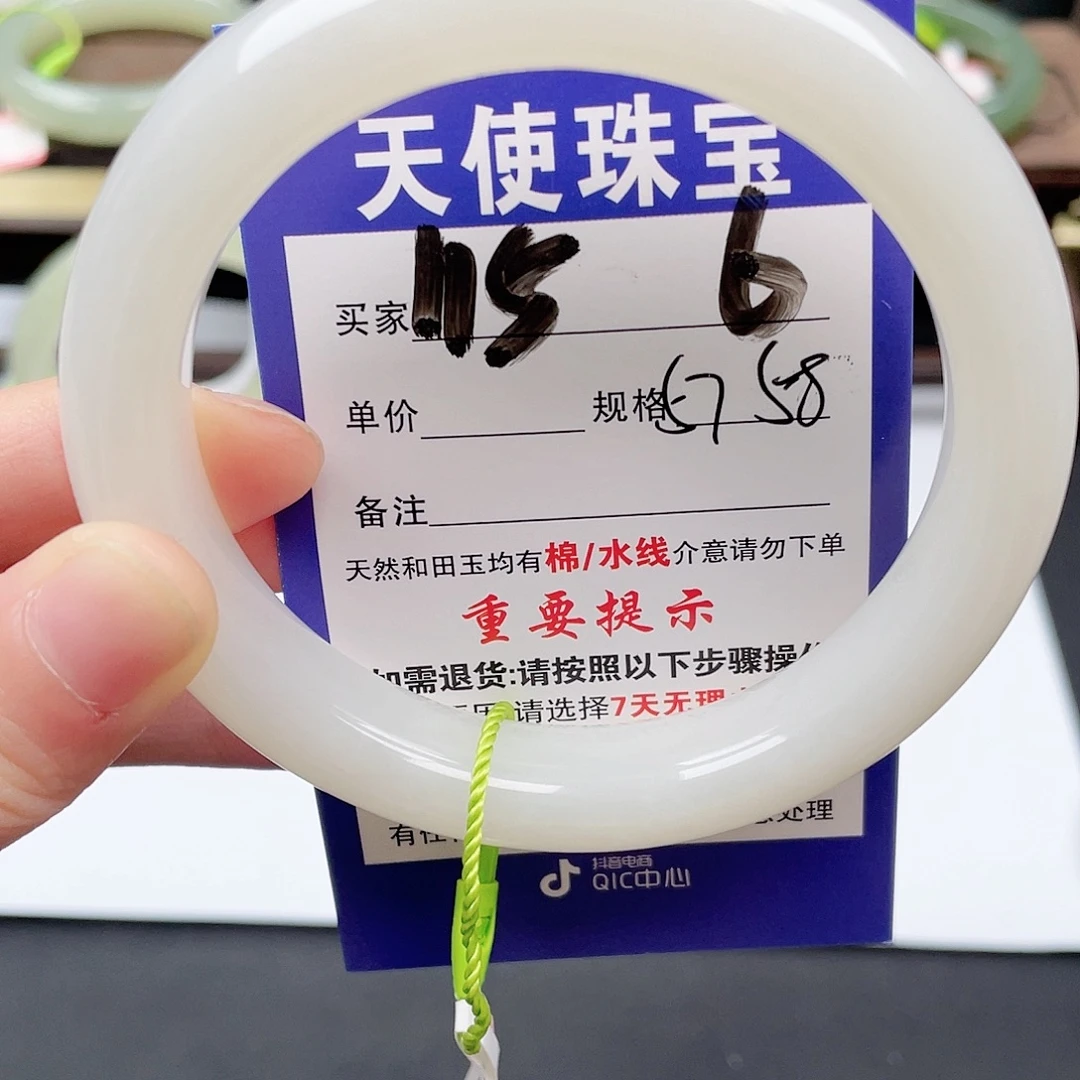 天使珠宝
买家 115 6
单价 规格 57 58
备注
天然和田玉均有棉/水线介意请勿下单
重要提示
如需退货:请按照以下步骤操作
请选择7天无理
处理
抖音电商
QIC中心